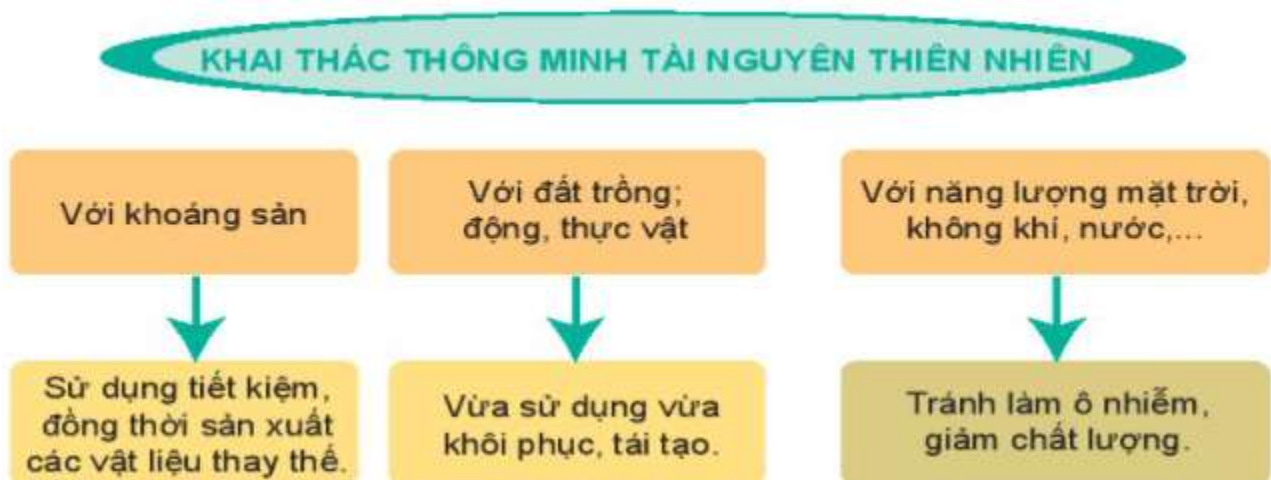 KHAI THÁC THÔNG MINH TÀI NGUYÊN THIÊN NHIÊN
Với khoáng sản
Với đất trồng;
động, thực vật
Với năng lượng mặt trời,
không khí, nước,...
Sử dụng tiết kiệm,
đồng thời sản xuất
các vật liệu thay thế.
Vừa sử dụng vừa
khôi phục, tái tạo.
Tránh làm ô nhiễm,
giảm chất lượng.